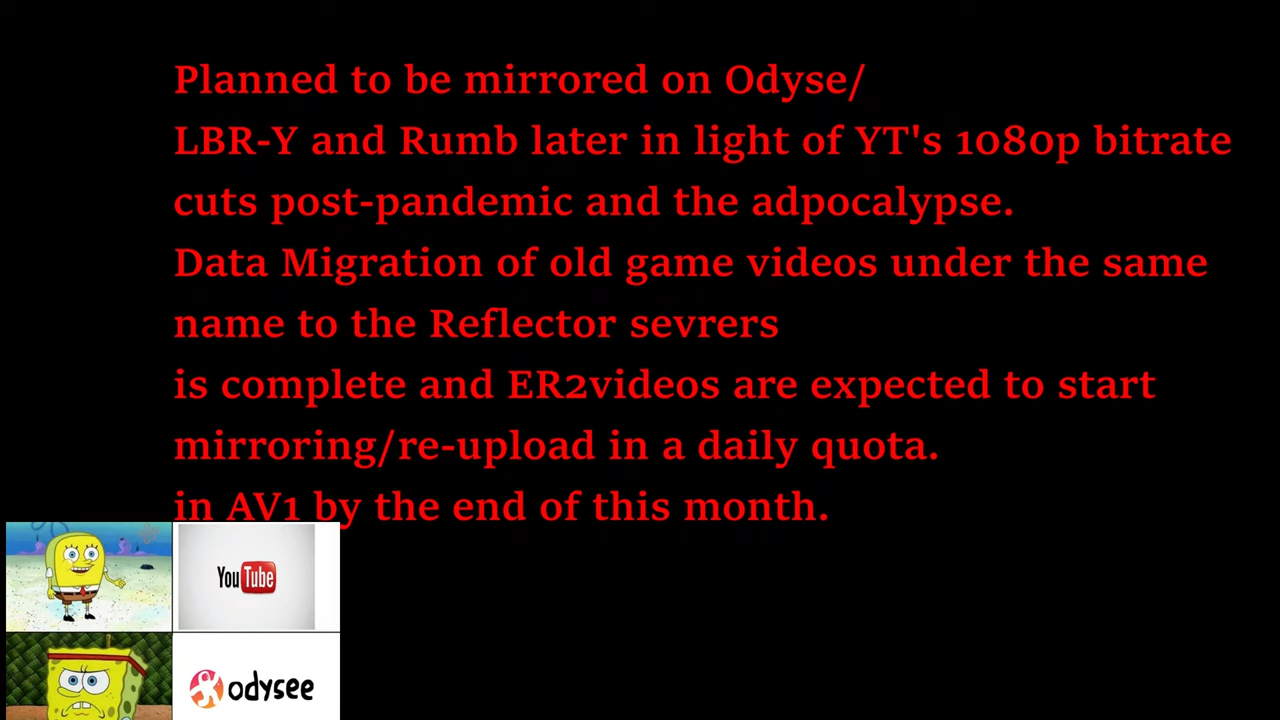 Planned to be mirrored on Odyse/
LBR-Y and Rumb later in light of YT's 1080p bitrate
cuts post-pandemic and the adpocalypse.
Data Migration of old game videos under the same
name to the Reflector sevrers
is complete and ER2videos are expected to start
mirroring/re-upload in a daily quota.
in AV1 by the end of this month.
YouTube
odysee